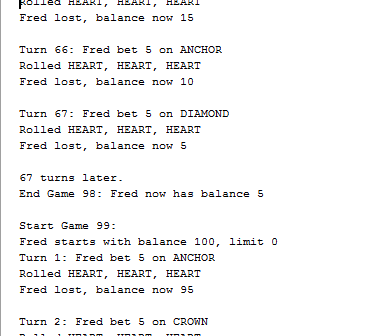 Rolled HEART, HEART, HEART
Fred lost, balance now 15
Turn 66: Fred bet 5 on ANCHOR
Rolled HEART, HEART, HEART
Fred lost, balance now 10
Turn 67: Fred bet 5 on DIAMOND
Rolled HEART, HEART, HEART
Fred lost, balance now 5
67 turns later.
End Game 98: Fred now has balance 5
Start Game 99:
Fred starts with balance 100, limit 0
Turn 1: Fred bet 5 on ANCHOR
Rolled HEART, HEART, HEART
Fred lost, balance now 95
Turn 2: Fred bet 5 on CROWN